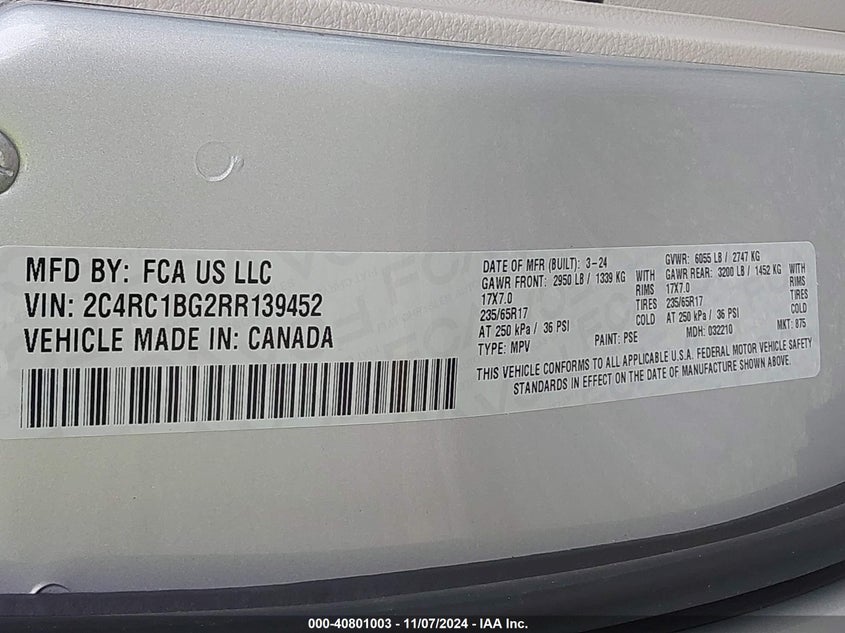 MFD BY: FCA US LLC
VIN: 2C4RC1BG2RR139452
VEHICLE MADE IN: CANADA
DATE OF MFR (BUILT): 3-24
GAWR FRONT: 2950 LB / 1339 KG WITH
17X7.0 RIMS
235/65R17 TIRES
AT 250 kPa / 36 PSI COLD
TYPE: MPV
GVWR: 6055 LB / 2747 KG
GAWR REAR: 3200 LB / 1452 KG WITH
17X7.0 RIMS
235/65R17 TIRES
AT 250 kPa / 36 PSI COLD
PAINT: PSE MDH: 032210 MKT: 875
THIS VEHICLE CONFORMS TO ALL APPLICABLE U.S.A. FEDERAL MOTOR VEHICLE SAFETY
STANDARDS IN EFFECT ON THE DATE OF MANUFACTURE SHOWN ABOVE.
000-40801003 - 11/07/2024 - IAA Inc.